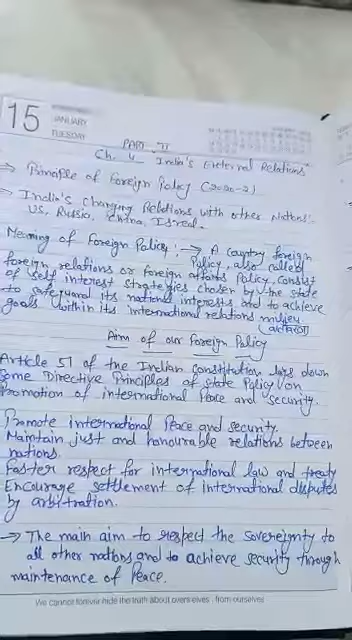 15
JANUARY
TUESDAY
PART-II
Ch. 4 India's External Relations
→ Principle of Foreign Policy (2020-21)
→ India's Changing Relations with other Nations:
US, Russia, China, Isreal.
Meaning of Foreign Policy :→ A country foreign
Policy, also called
foreign relations or foreign affairs Policy, consist
of self interest strategies chosen by the state
to safeguard its national interests and to achieve
goals within its international relations
Aim of our Foreign Policy
Article 51 of the Indian constitution lays down
Some Directive Principles of State Policy on
Promotion of international Peace and security.
Promote international Peace and security.
Maintain just and honourable relations between
nations.
Foster respect for international law and treaty
Encourage settlement of International disputes
by arbitration.
→ The main aim to respect the sovereignty to
all other nations and to achieve security through
maintenance of Peace.
We cannot forever hide the truth about ourselves - from ourselves